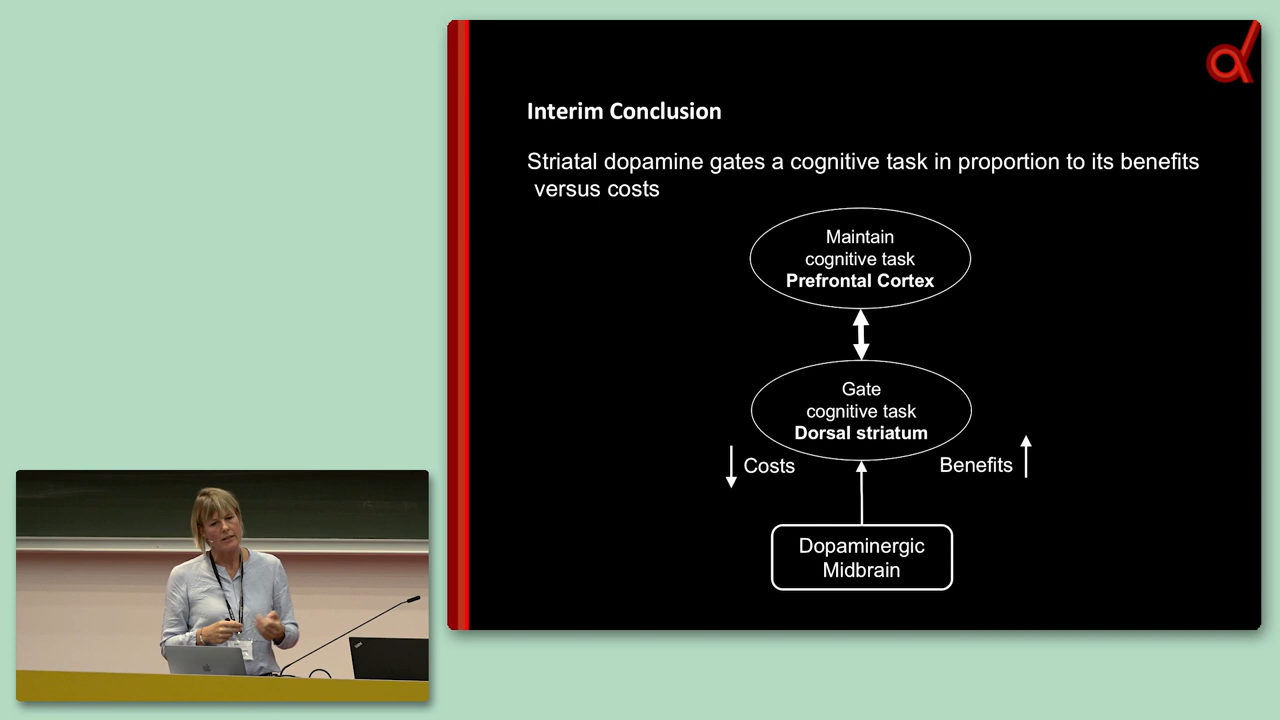 Interim Conclusion
Striatal dopamine gates a cognitive task in proportion to its benefits
versus costs
Maintain
cognitive task
Prefrontal Cortex
Gate
cognitive task
Dorsal striatum
Costs
Benefits
Dopaminergic
Midbrain